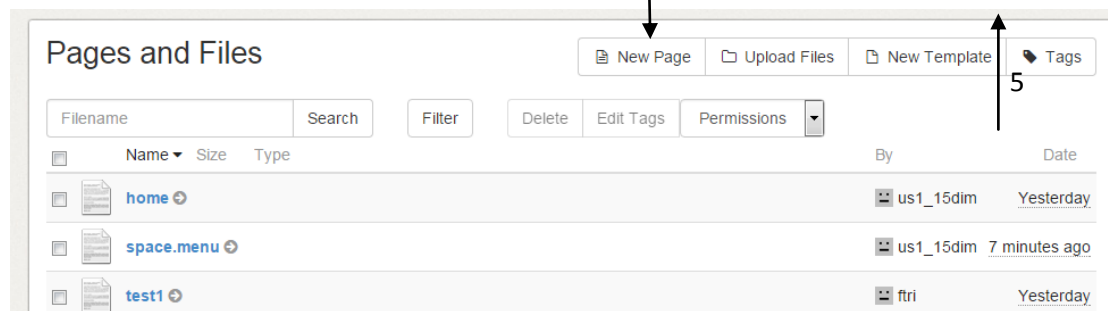 Pages and Files
New Page Upload Files New Template Tags
5
Filename Search Filter Delete Edit Tags Permissions
Name Size Type By Date
home us1_15dim Yesterday
space.menu us1_15dim 7 minutes ago
test1 ftri Yesterday